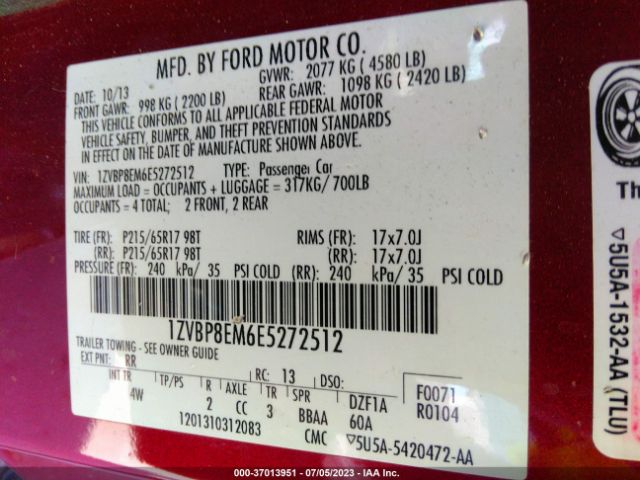 MFD. BY FORD MOTOR CO.
DATE: 10/13 GVWR: 2077 KG ( 4580 LB)
FRONT GAWR: 998 KG ( 2200 LB) REAR GAWR: 1098 KG ( 2420 LB)
THIS VEHICLE CONFORMS TO ALL APPLICABLE FEDERAL MOTOR
VEHICLE SAFETY, BUMPER, AND THEFT PREVENTION STANDARDS
IN EFFECT ON THE DATE OF MANUFACTURE SHOWN ABOVE.
VIN: 1ZVBP8EM6E5272512 TYPE: Passenger Car
MAXIMUM LOAD = OCCUPANTS + LUGGAGE = 317KG/ 700LB
OCCUPANTS = 4 TOTAL; 2 FRONT, 2 REAR
TIRE (FR): P215/65R17 98T RIMS (FR): 17x7.0J
(RR): P215/65R17 98T (RR): 17x7.0J
PRESSURE (FR): 240 kPa/ 35 PSI COLD (RR): 240 kPa/ 35 PSI COLD
1ZVBP8EM6E5272512
TRAILER TOWING - SEE OWNER GUIDE
EXT PNT: RR RC: 13 DSO:
INT TR TP/PS R AXLE TR SPR DZF1A F0071
4W 2 CC 3 BBAA 60A R0104
1201310312083 CMC ▽5U5A-5420472-AA
Th
▽5U5A-1532-AA (TLU)
000-37013951 / 07/05/2023 / IAA Inc.